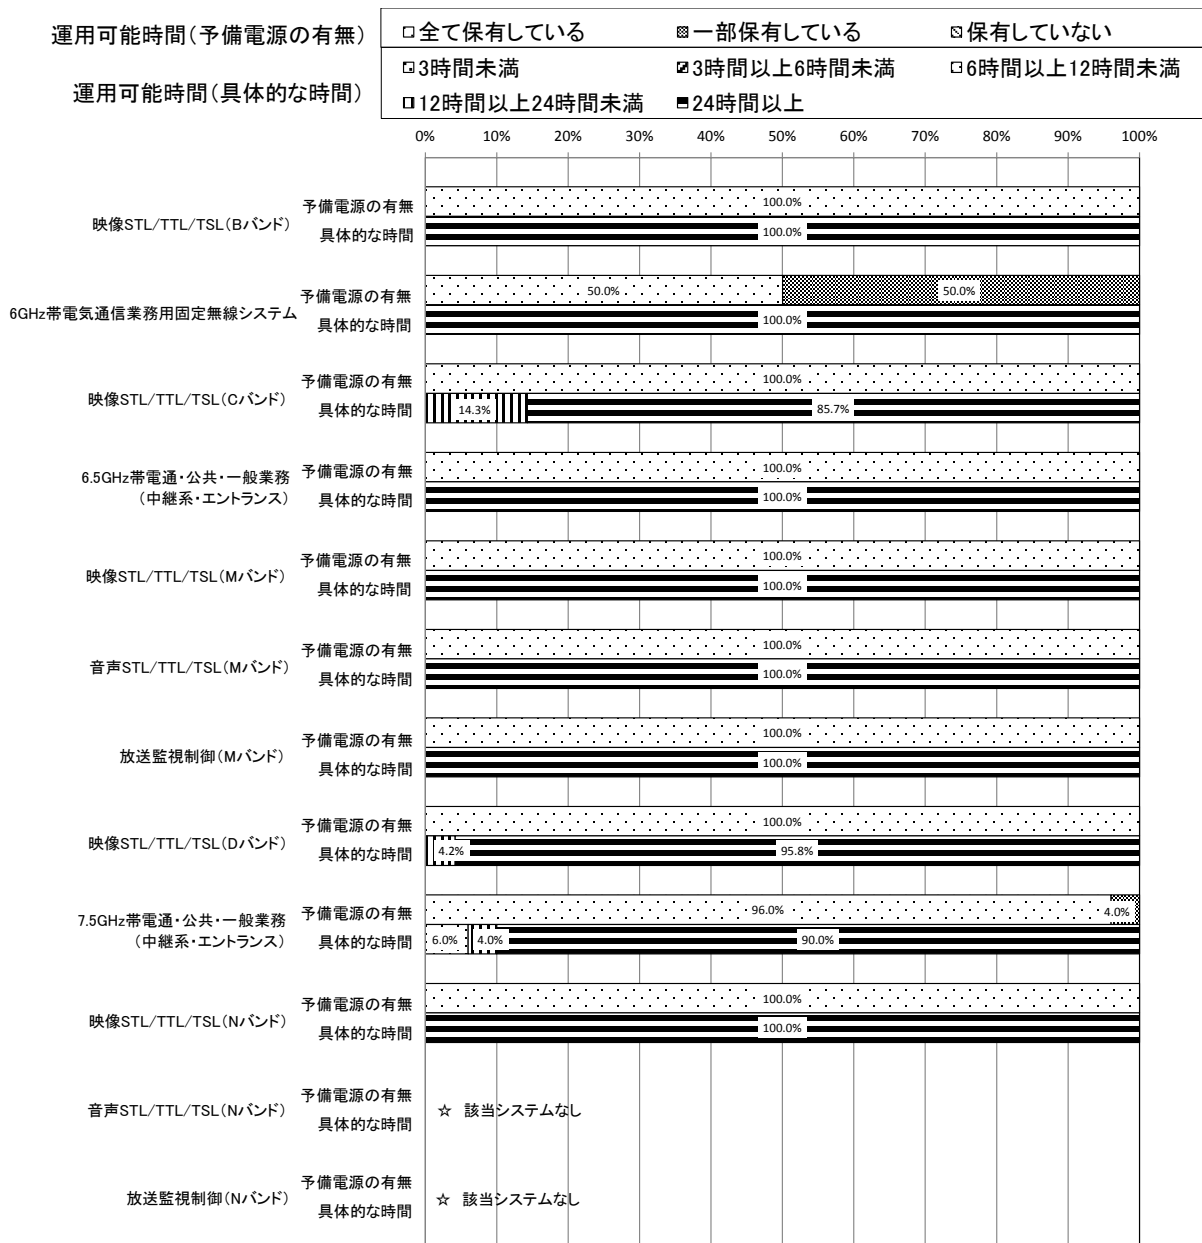 運用可能時間(予備電源の有無) 全て保有している 一部保有している 保有していない
運用可能時間(具体的な時間) 3時間未満 3時間以上6時間未満 6時間以上12時間未満
12時間以上24時間未満 24時間以上
0% 10% 20% 30% 40% 50% 60% 70% 80% 90% 100%
映像STL/TTL/TSL(Bバンド)
予備電源の有無 100.0%
具体的な時間 100.0%
6GHz帯電気通信業務用固定無線システム
予備電源の有無 50.0% 50.0%
具体的な時間 100.0%
映像STL/TTL/TSL(Cバンド)
予備電源の有無 100.0%
具体的な時間 14.3% 85.7%
6.5GHz帯電通・公共・一般業務
(中継系・エントランス)
予備電源の有無 100.0%
具体的な時間 100.0%
映像STL/TTL/TSL(Mバンド)
予備電源の有無 100.0%
具体的な時間 100.0%
音声STL/TTL/TSL(Mバンド)
予備電源の有無 100.0%
具体的な時間 100.0%
放送監視制御(Mバンド)
予備電源の有無 100.0%
具体的な時間 100.0%
映像STL/TTL/TSL(Dバンド)
予備電源の有無 100.0%
具体的な時間 4.2% 95.8%
7.5GHz帯電通・公共・一般業務
(中継系・エントランス)
予備電源の有無 96.0% 4.0%
具体的な時間 6.0% 4.0% 90.0%
映像STL/TTL/TSL(Nバンド)
予備電源の有無 100.0%
具体的な時間 100.0%
音声STL/TTL/TSL(Nバンド)
予備電源の有無
具体的な時間
☆ 該当システムなし
放送監視制御(Nバンド)
予備電源の有無
具体的な時間
☆ 該当システムなし